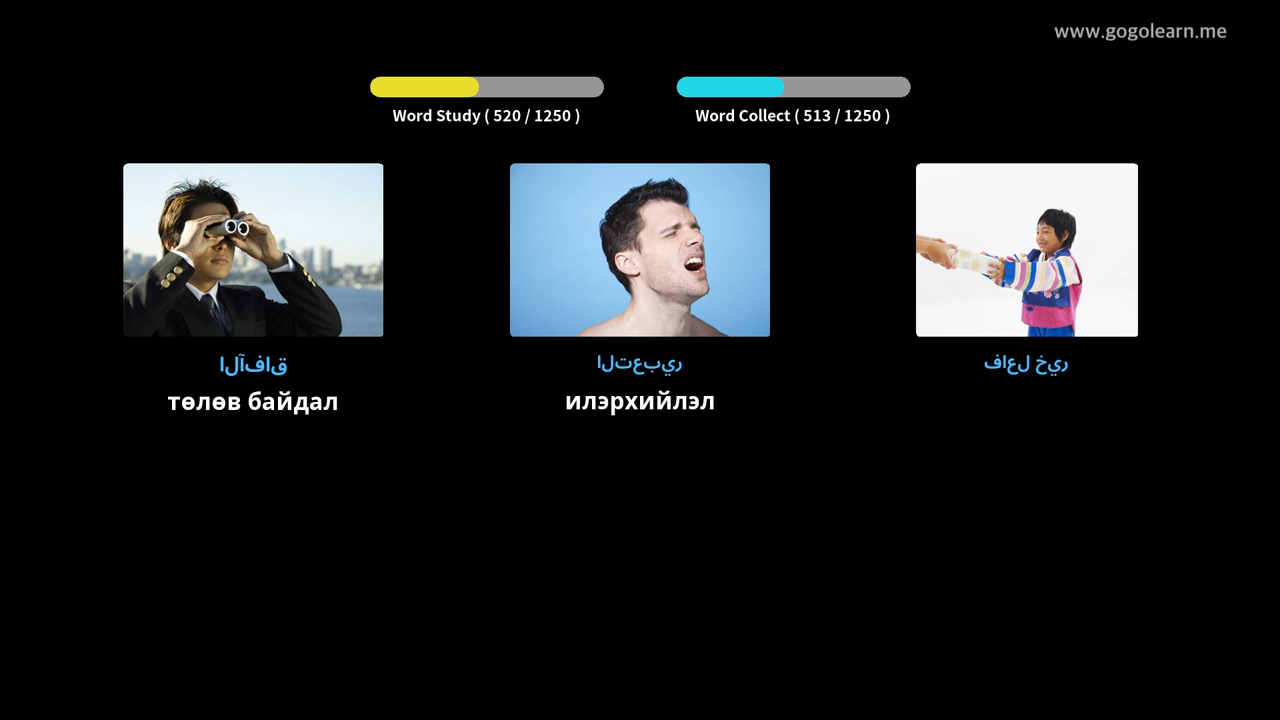 www.gogolearn.me
Word Study ( 520 / 1250 )
Word Collect ( 513 / 1250 )
الآفاق
التعبير
فاعل خير
төлөв байдал
илэрхийлэл